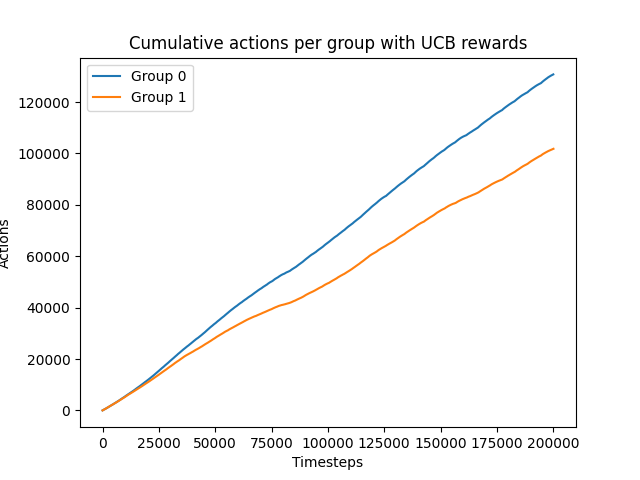 Cumulative actions per group with UCB rewards
Group 0
Group 1
120000
100000
80000
60000
40000
20000
0
Actions
0 25000 50000 75000 100000 125000 150000 175000 200000
Timesteps